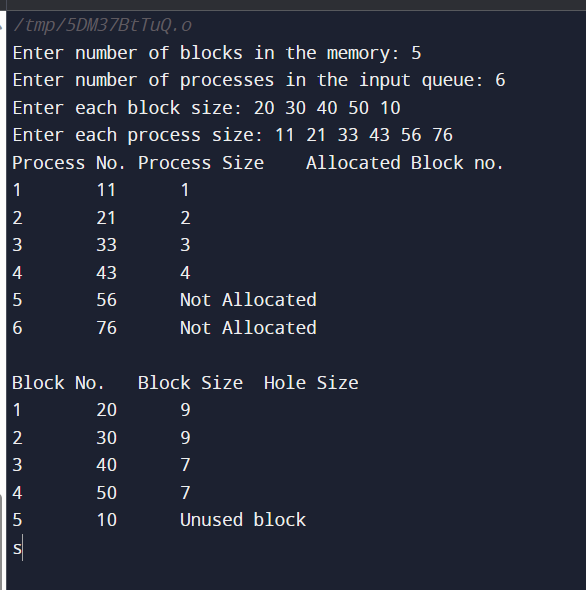 /tmp/5DM37BtTuQ.o
Enter number of blocks in the memory: 5
Enter number of processes in the input queue: 6
Enter each block size: 20 30 40 50 10
Enter each process size: 11 21 33 43 56 76
Process No. Process Size    Allocated Block no.
1       11      1
2       21      2
3       33      3
4       43      4
5       56      Not Allocated
6       76      Not Allocated

Block No.   Block Size  Hole Size
1       20      9
2       30      9
3       40      7
4       50      7
5       10      Unused block
s